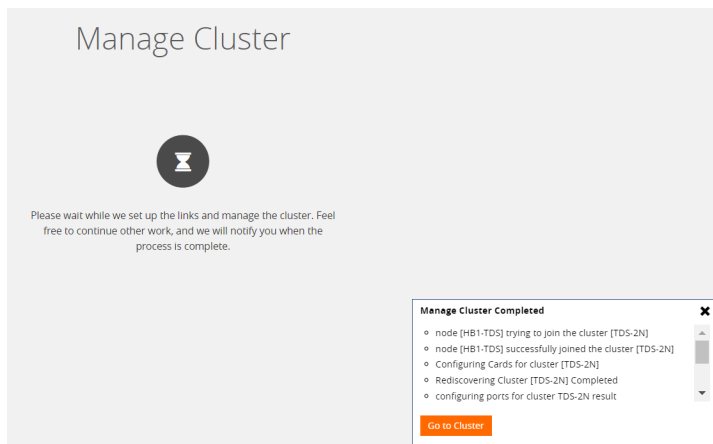 Manage Cluster
Please wait while we set up the links and manage the cluster. Feel
free to continue other work, and we will notify you when the
process is complete.
Manage Cluster Completed
node [HB1-TDS] trying to join the cluster [TDS-2N]
node [HB1-TDS] successfully joined the cluster [TDS-2N]
Configuring Cards for cluster [TDS-2N]
Rediscovering Cluster [TDS-2N] Completed
configuring ports for cluster TDS-2N result
Go to Cluster